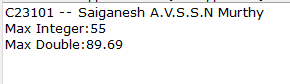 C23101 -- Saiganesh A.V.S.S.N Murthy
Max Integer:55
Max Double:89.69